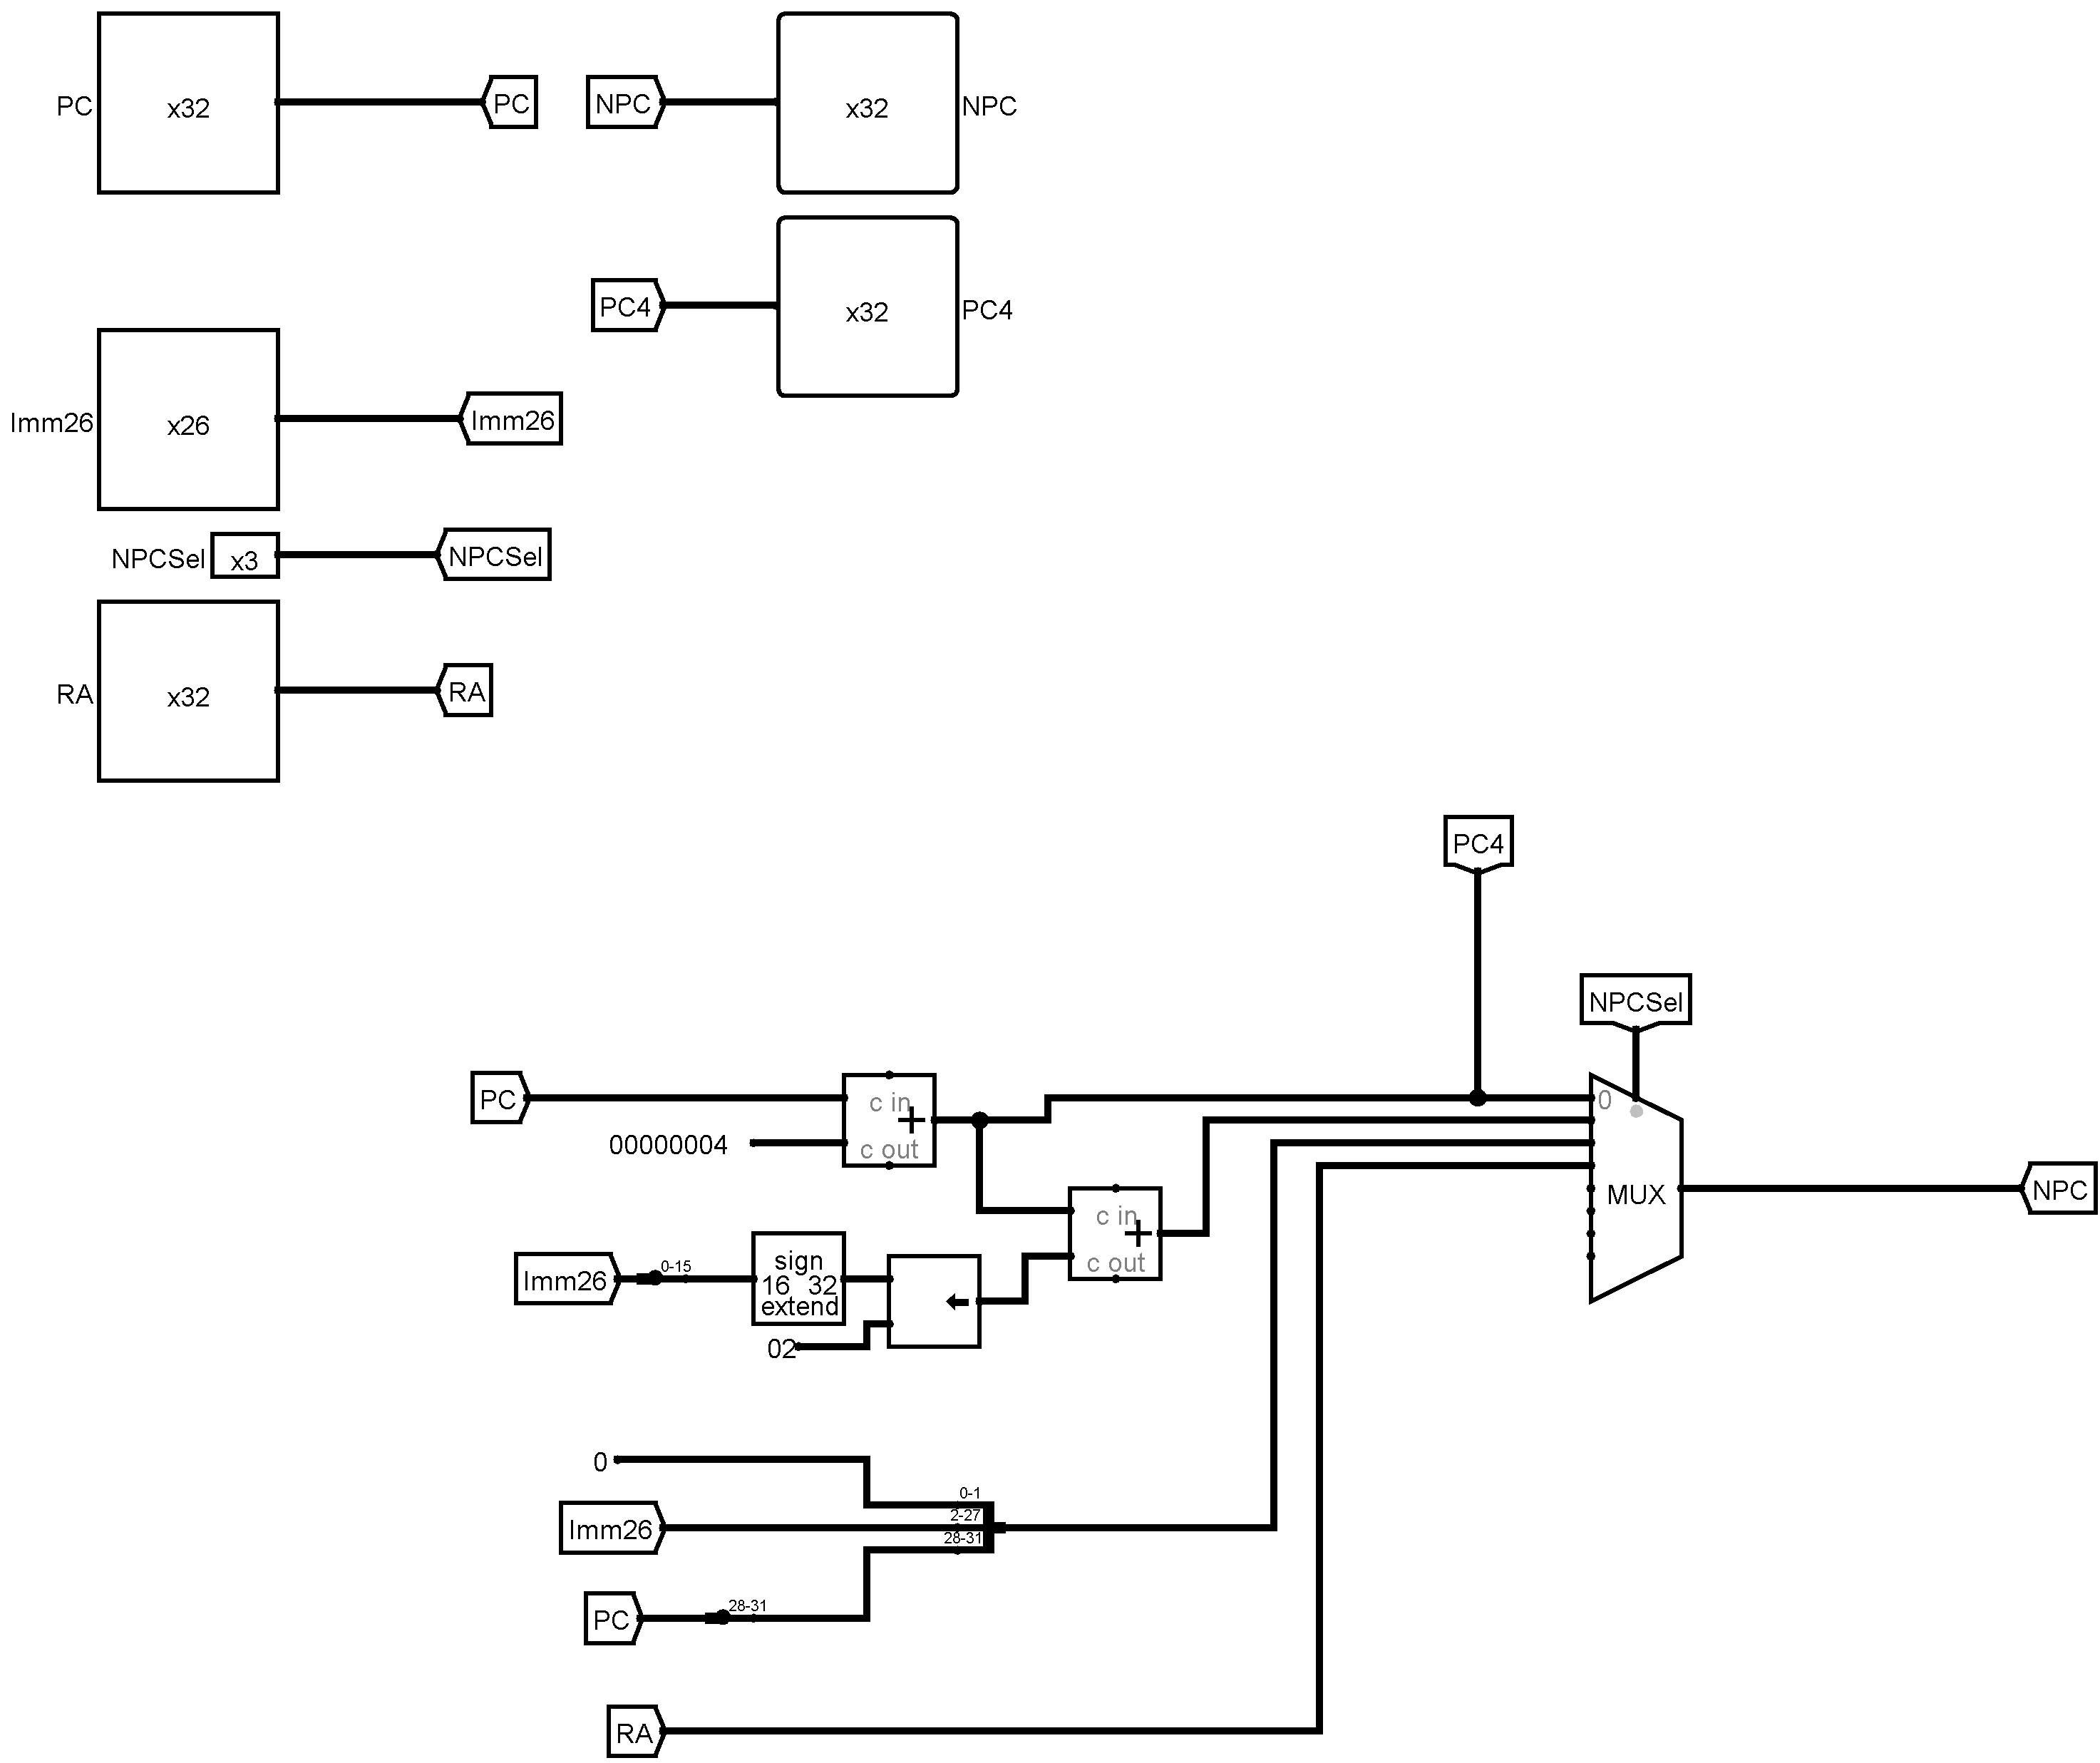 PC x32 PC NPC x32 NPC
PC4 x32 PC4
Imm26 x26 Imm26
NPCSel x3 NPCSel
RA x32 RA
PC4
NPCSel
PC c in + 0
00000004 c out
MUX NPC
c in +
c out
Imm26 0-15 sign
16 32
extend
02
0
0-1
Imm26 2-27
28-31
PC 28-31
RA